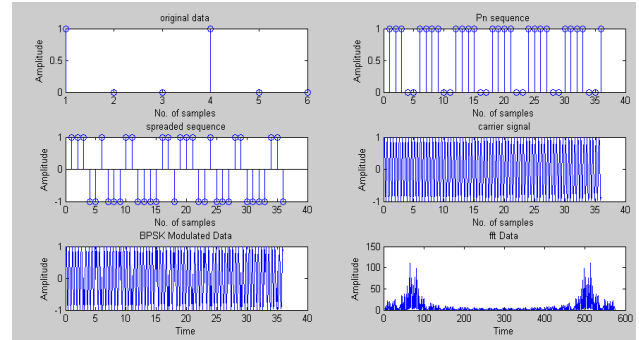 original data
Amplitude
1
0.5
0
1 2 3 4 5 6
No. of samples
Pn sequence
Amplitude
1
0.5
0
0 5 10 15 20 25 30 35 40
No. of samples
spreaded sequence
Amplitude
1
0
-1
0 5 10 15 20 25 30 35 40
No. of samples
carrier signal
Amplitude
1
0
-1
0 5 10 15 20 25 30 35 40
No. of samples
BPSK Modulated Data
Amplitude
1
0
-1
0 5 10 15 20 25 30 35 40
Time
fft Data
Amplitude
150
100
50
0
0 100 200 300 400 500 600
Time